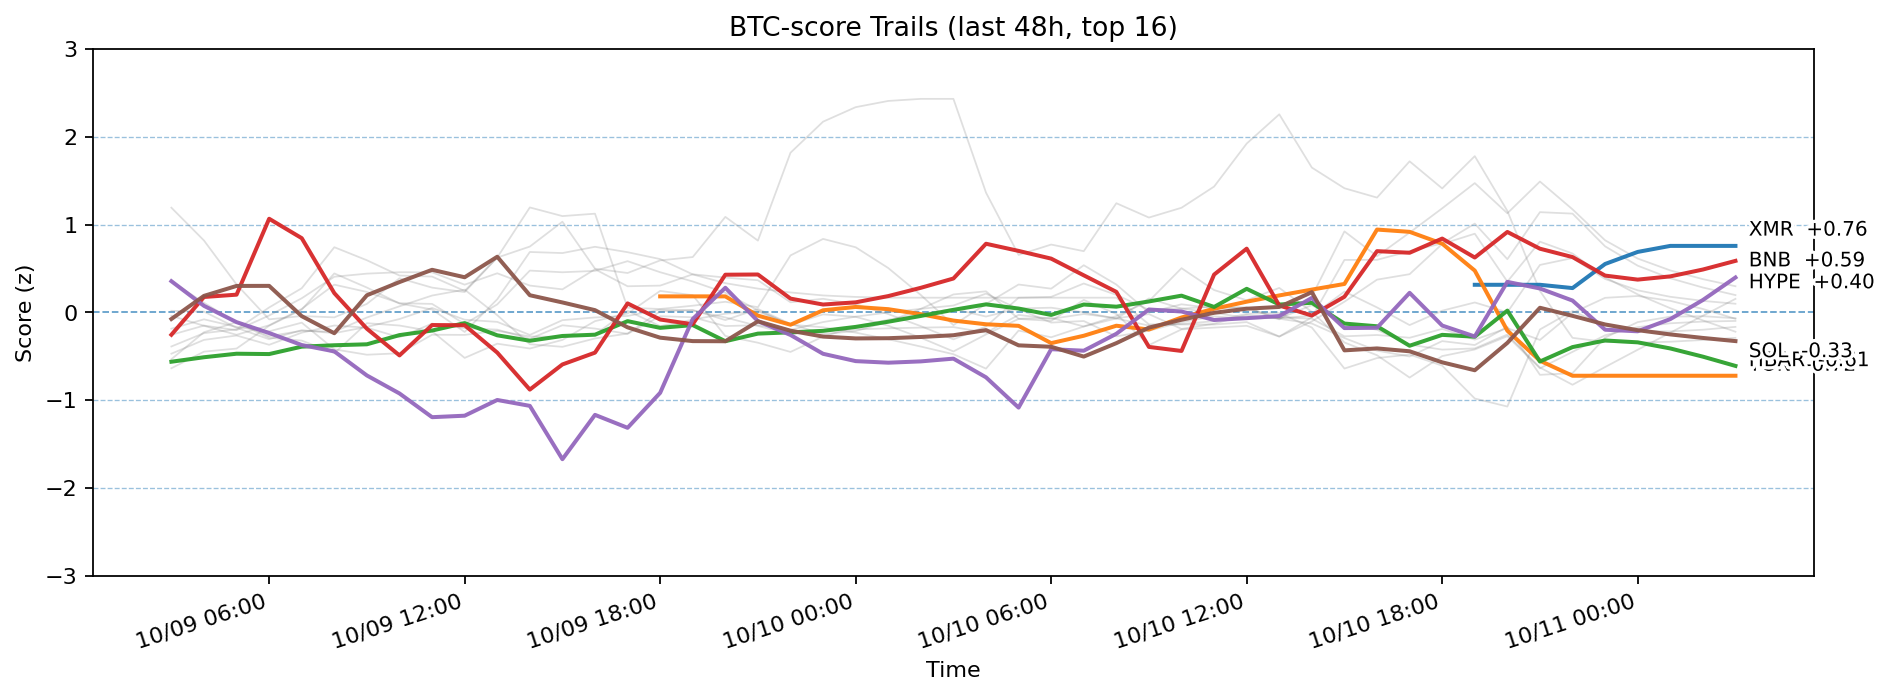 BTC-score Trails (last 48h, top 16)
3
2
1
0
−1
−2
−3
Score (z)
XMR +0.76
BNB +0.59
HYPE +0.40
SOL -0.33
10/09 06:00
10/09 12:00
10/09 18:00
10/10 00:00
10/10 06:00
10/10 12:00
10/10 18:00
10/11 00:00
Time